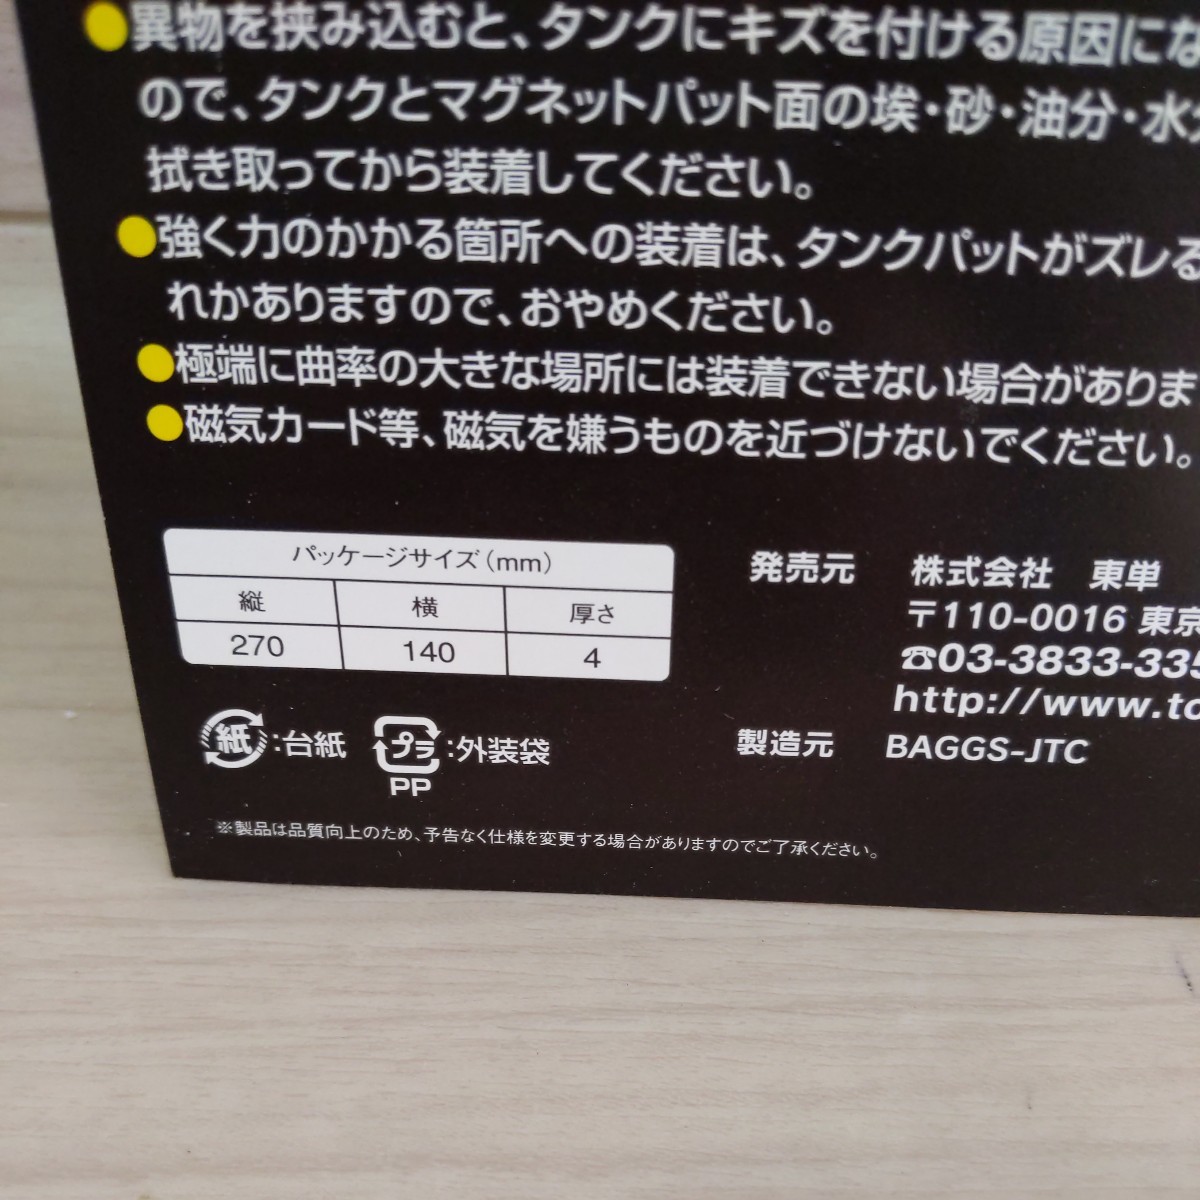 ●異物を挟み込むと、タンクにキズを付ける原因にな
ので、タンクとマグネットパット面の埃・砂・油分・水
拭き取ってから装着してください。
●強く力のかかる箇所への装着は、タンクパットがズレる
れかありますので、おやめください。
●極端に曲率の大きな場所には装着できない場合がありま
●磁気カード等、磁気を嫌うものを近づけないでください。
パッケージサイズ(mm)
縦 横 厚さ
270 140 4
発売元 株式会社 東単
〒110-0016 東京
☎03-3833-335
http://www.to
製造元 BAGGS-JTC
紙:台紙 プラ:外装袋
PP
※製品は品質向上のため、予告なく仕様を変更する場合がありますのでご了承ください。